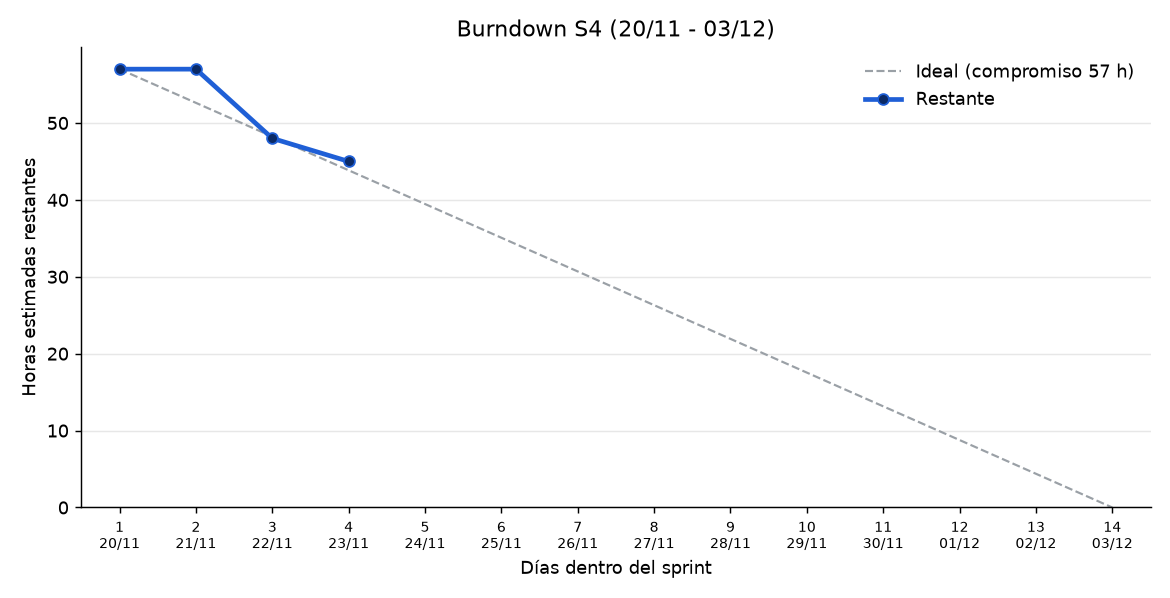 Burndown S4 (20/11 - 03/12)
Ideal (compromiso 57 h)
Restante
Horas estimadas restantes
50
40
30
20
10
0
1 2 3 4 5 6 7 8 9 10 11 12 13 14
20/11 21/11 22/11 23/11 24/11 25/11 26/11 27/11 28/11 29/11 30/11 01/12 02/12 03/12
Días dentro del sprint